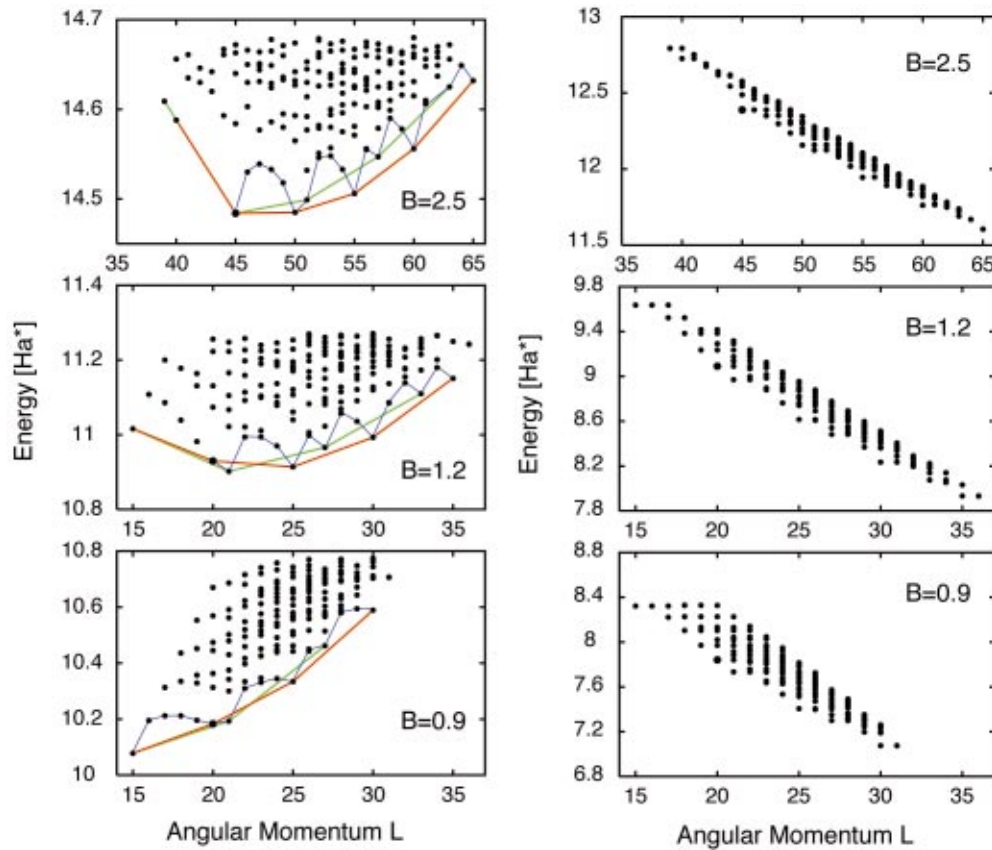 14.7
14.6
14.5
B=2.5
35 40 45 50 55 60 65
13
12.5
12
11.5
B=2.5
35 40 45 50 55 60 65
11.4
11.2
11
10.8
B=1.2
15 20 25 30 35
Energy [Ha*]
9.8
9.4
9
8.6
8.2
7.8
B=1.2
15 20 25 30 35
Energy [Ha*]
10.8
10.6
10.4
10.2
10
B=0.9
15 20 25 30 35
Angular Momentum L
8.4
8
7.6
7.2
6.8
B=0.9
15 20 25 30 35
Angular Momentum L